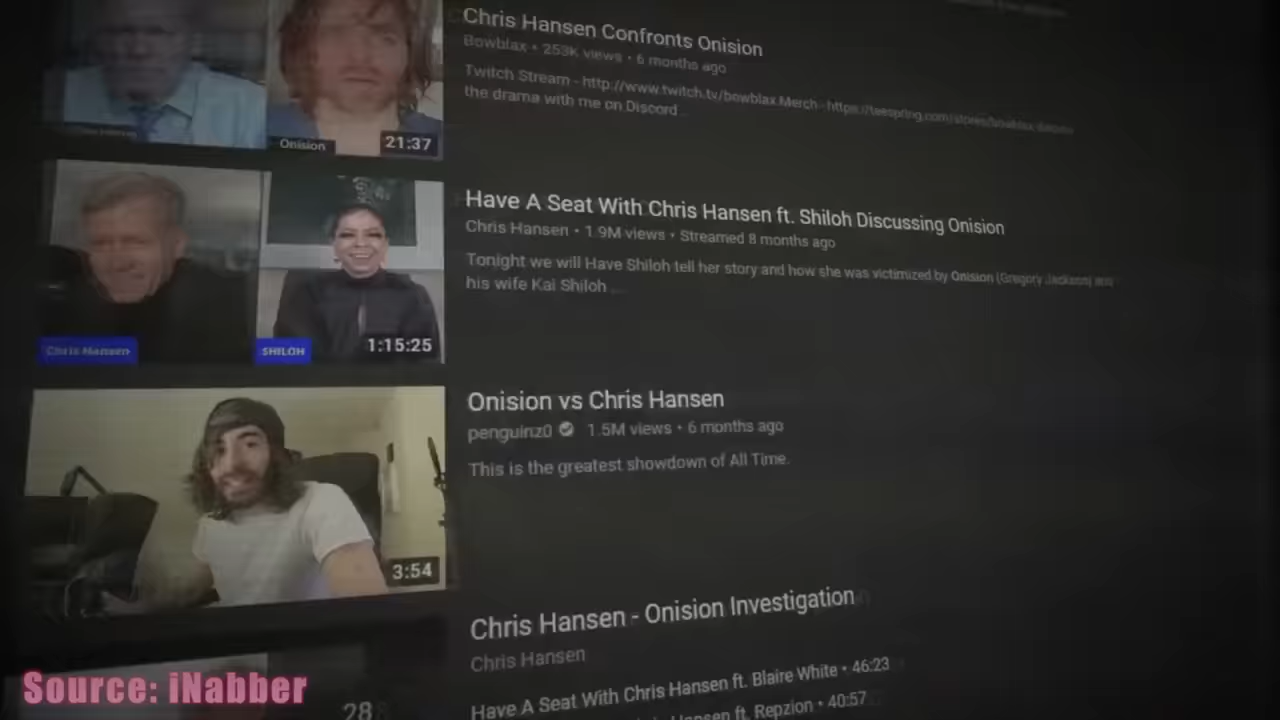 Chris Hansen Confronts Onision
Bowblax • 253K views • 6 months ago
Twitch Stream - http://www.twitch.tv/bowblax Merch - https://teespring.com/stores/
the drama with me on Discord ...
Onision
21:37
Have A Seat With Chris Hansen ft. Shiloh Discussing Onision
Chris Hansen • 1.9M views • Streamed 8 months ago
Tonight we will Have Shiloh tell her story and how she was victimized by Onision (Gregory Jackson) and
his wife Kai Shiloh ...
Chris Hansen
SHILOH
1:15:25
Onision vs Chris Hansen
penguinz0 1.5M views • 6 months ago
This is the greatest showdown of All Time.
3:54
Chris Hansen - Onision Investigation
Chris Hansen
Have A Seat With Chris Hansen ft. Blaire White • 46:23
Hansen ft. Repzion • 40:57
28
Source: iNabber